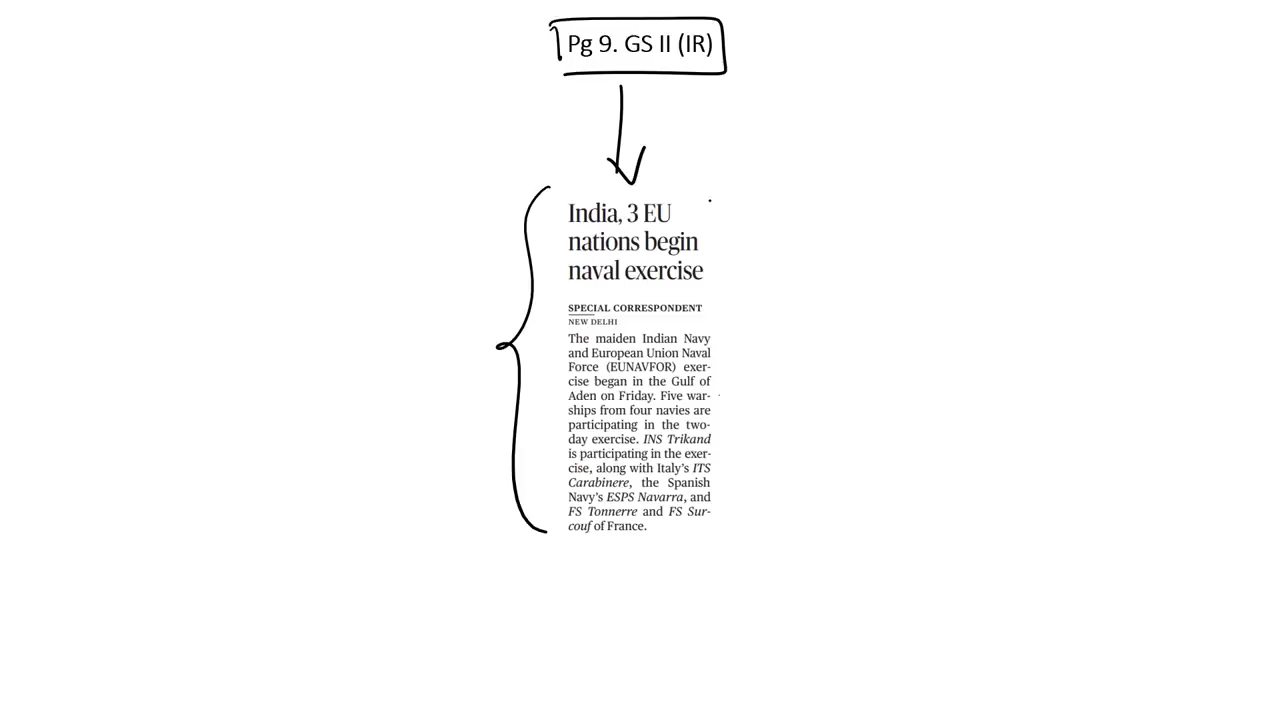 Pg 9. GS II (IR)
India, 3 EU
nations begin
naval exercise
SPECIAL CORRESPONDENT
NEW DELHI
The maiden Indian Navy
and European Union Naval
Force (EUNAVFOR) exer-
cise began in the Gulf of
Aden on Friday. Five war-
ships from four navies are
participating in the two-
day exercise. INS Trikand
is participating in the exer-
cise, along with Italy's ITS
Carabinere, the Spanish
Navy's ESPS Navarra, and
FS Tonnerre and FS Sur-
couf of France.